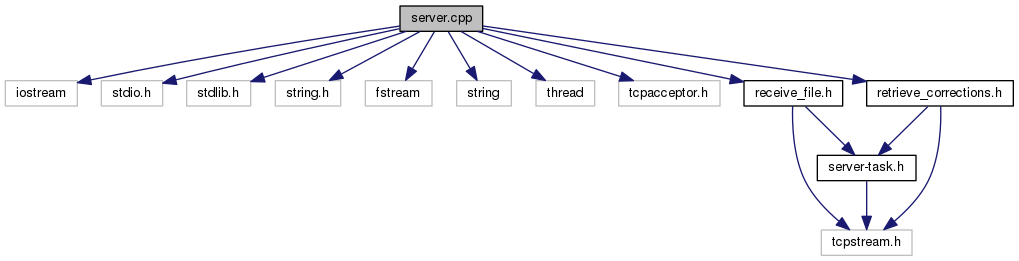 server.cpp
iostream
stdio.h
stdlib.h
string.h
fstream
string
thread
tcpacceptor.h
receive_file.h
retrieve_corrections.h
server-task.h
tcpstream.h